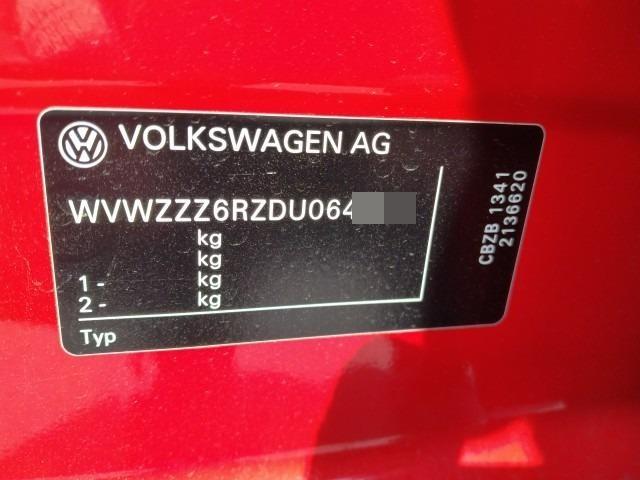 VOLKSWAGEN AG
WVWZZZ6RZDU064
kg
kg
1- kg
2- kg
Typ
CBZB 1341
2136620